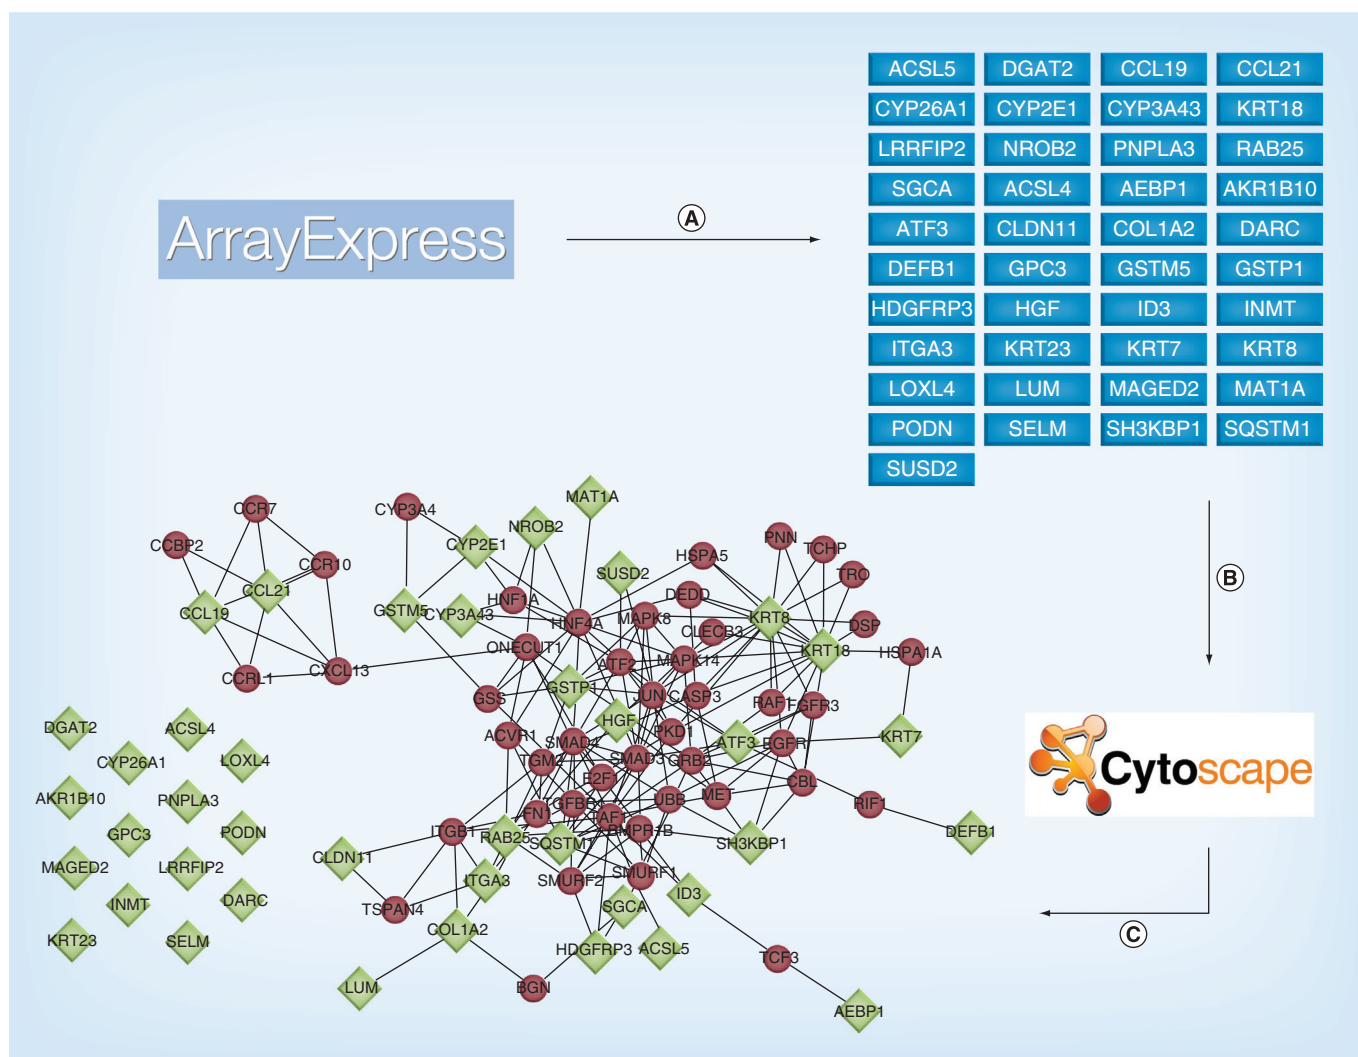 ACSL5 DGAT2 CCL19 CCL21
CYP26A1 CYP2E1 CYP3A43 KRT18
LRRFIP2 NROB2 PNPLA3 RAB25
SGCA ACSL4 AEBP1 AKR1B10
ArrayExpress
A
ATF3 CLDN11 COL1A2 DARC
DEFB1 GPC3 GSTM5 GSTP1
HDGFRP3 HGF ID3 INMT
ITGA3 KRT23 KRT7 KRT8
LOXL4 LUM MAGED2 MAT1A
PODN SELM SH3KBP1 SQSTM1
SUSD2
B
Cytoscape
C
MAT1A
CCR7
CYP3A4
NROB2
PNN
CCBP2
CYP2E1
HSPA5
TCHP
CCR10
SUSD2
TRO
CCL21
CCL19
HNF1A
DEDD
GSTM5
CYP3A43
HNF4A
MAPK8
KRT8
CLECB3
DSP
ONECUT1
KRT18
HSPA1A
CCRL1
CXCL13
ATF2
MAPK14
GSS
GSTP1
JUN
CASP3
RAF1
FGFR3
HGF
DGAT2
ACSL4
ACVR1
SMAD4
PKD1
ATF3
EGFR
KRT7
CYP26A1
LOXL4
TGM2
SMAD3
GRB2
E2F1
CBL
AKR1B10
PNPLA3
TGFBR1
UBB
MET
RIF1
FN1
TAF1
GPC3
PODN
ITGB1
RAB25
SQSTM1
BMPR1B
SH3KBP1
DEFB1
MAGED2
LRRFIP2
CLDN11
ITGA3
SMURF2
SMURF1
INMT
DARC
TSPAN4
SGCA
ID3
KRT23
SELM
COL1A2
HDGFRP3
ACSL5
TCF3
LUM
BGN
AEBP1